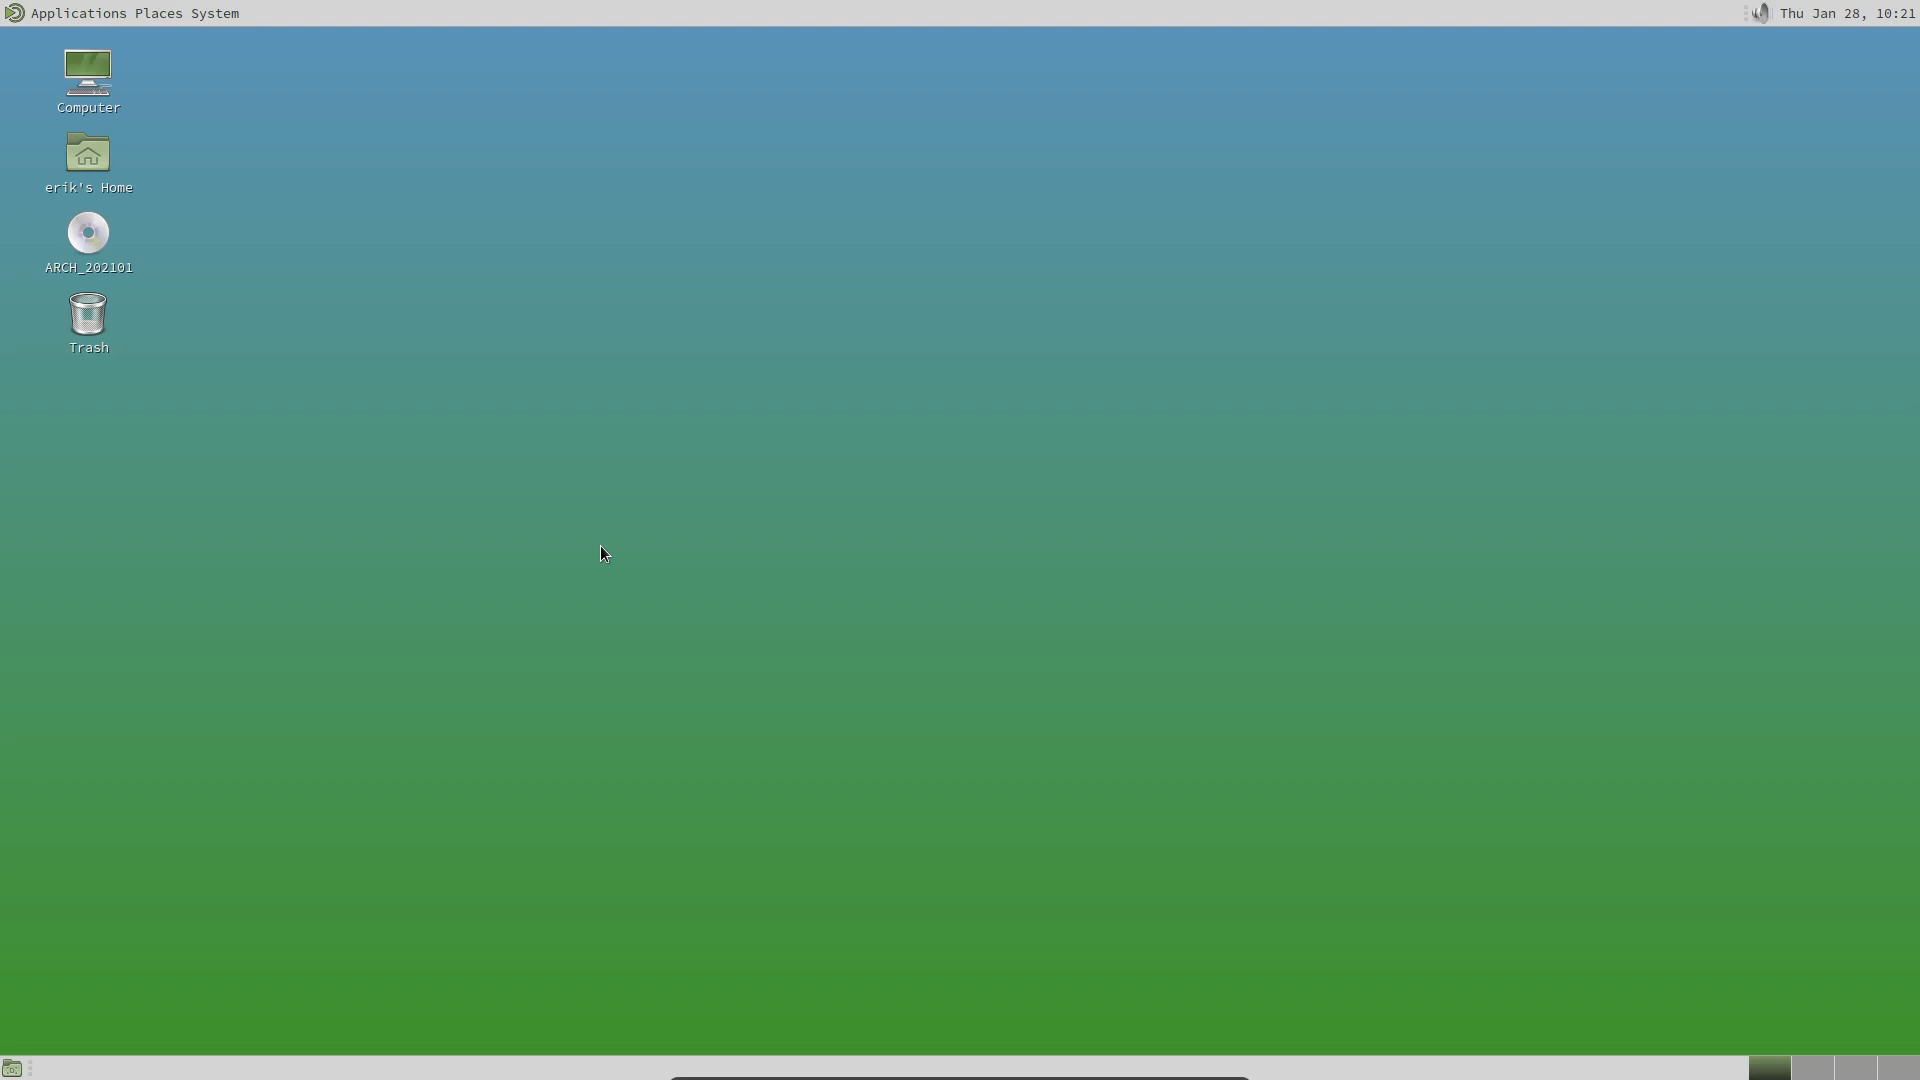 Applications Places System
Thu Jan 28, 10:21
Computer
erik's Home
ARCH_202101
Trash